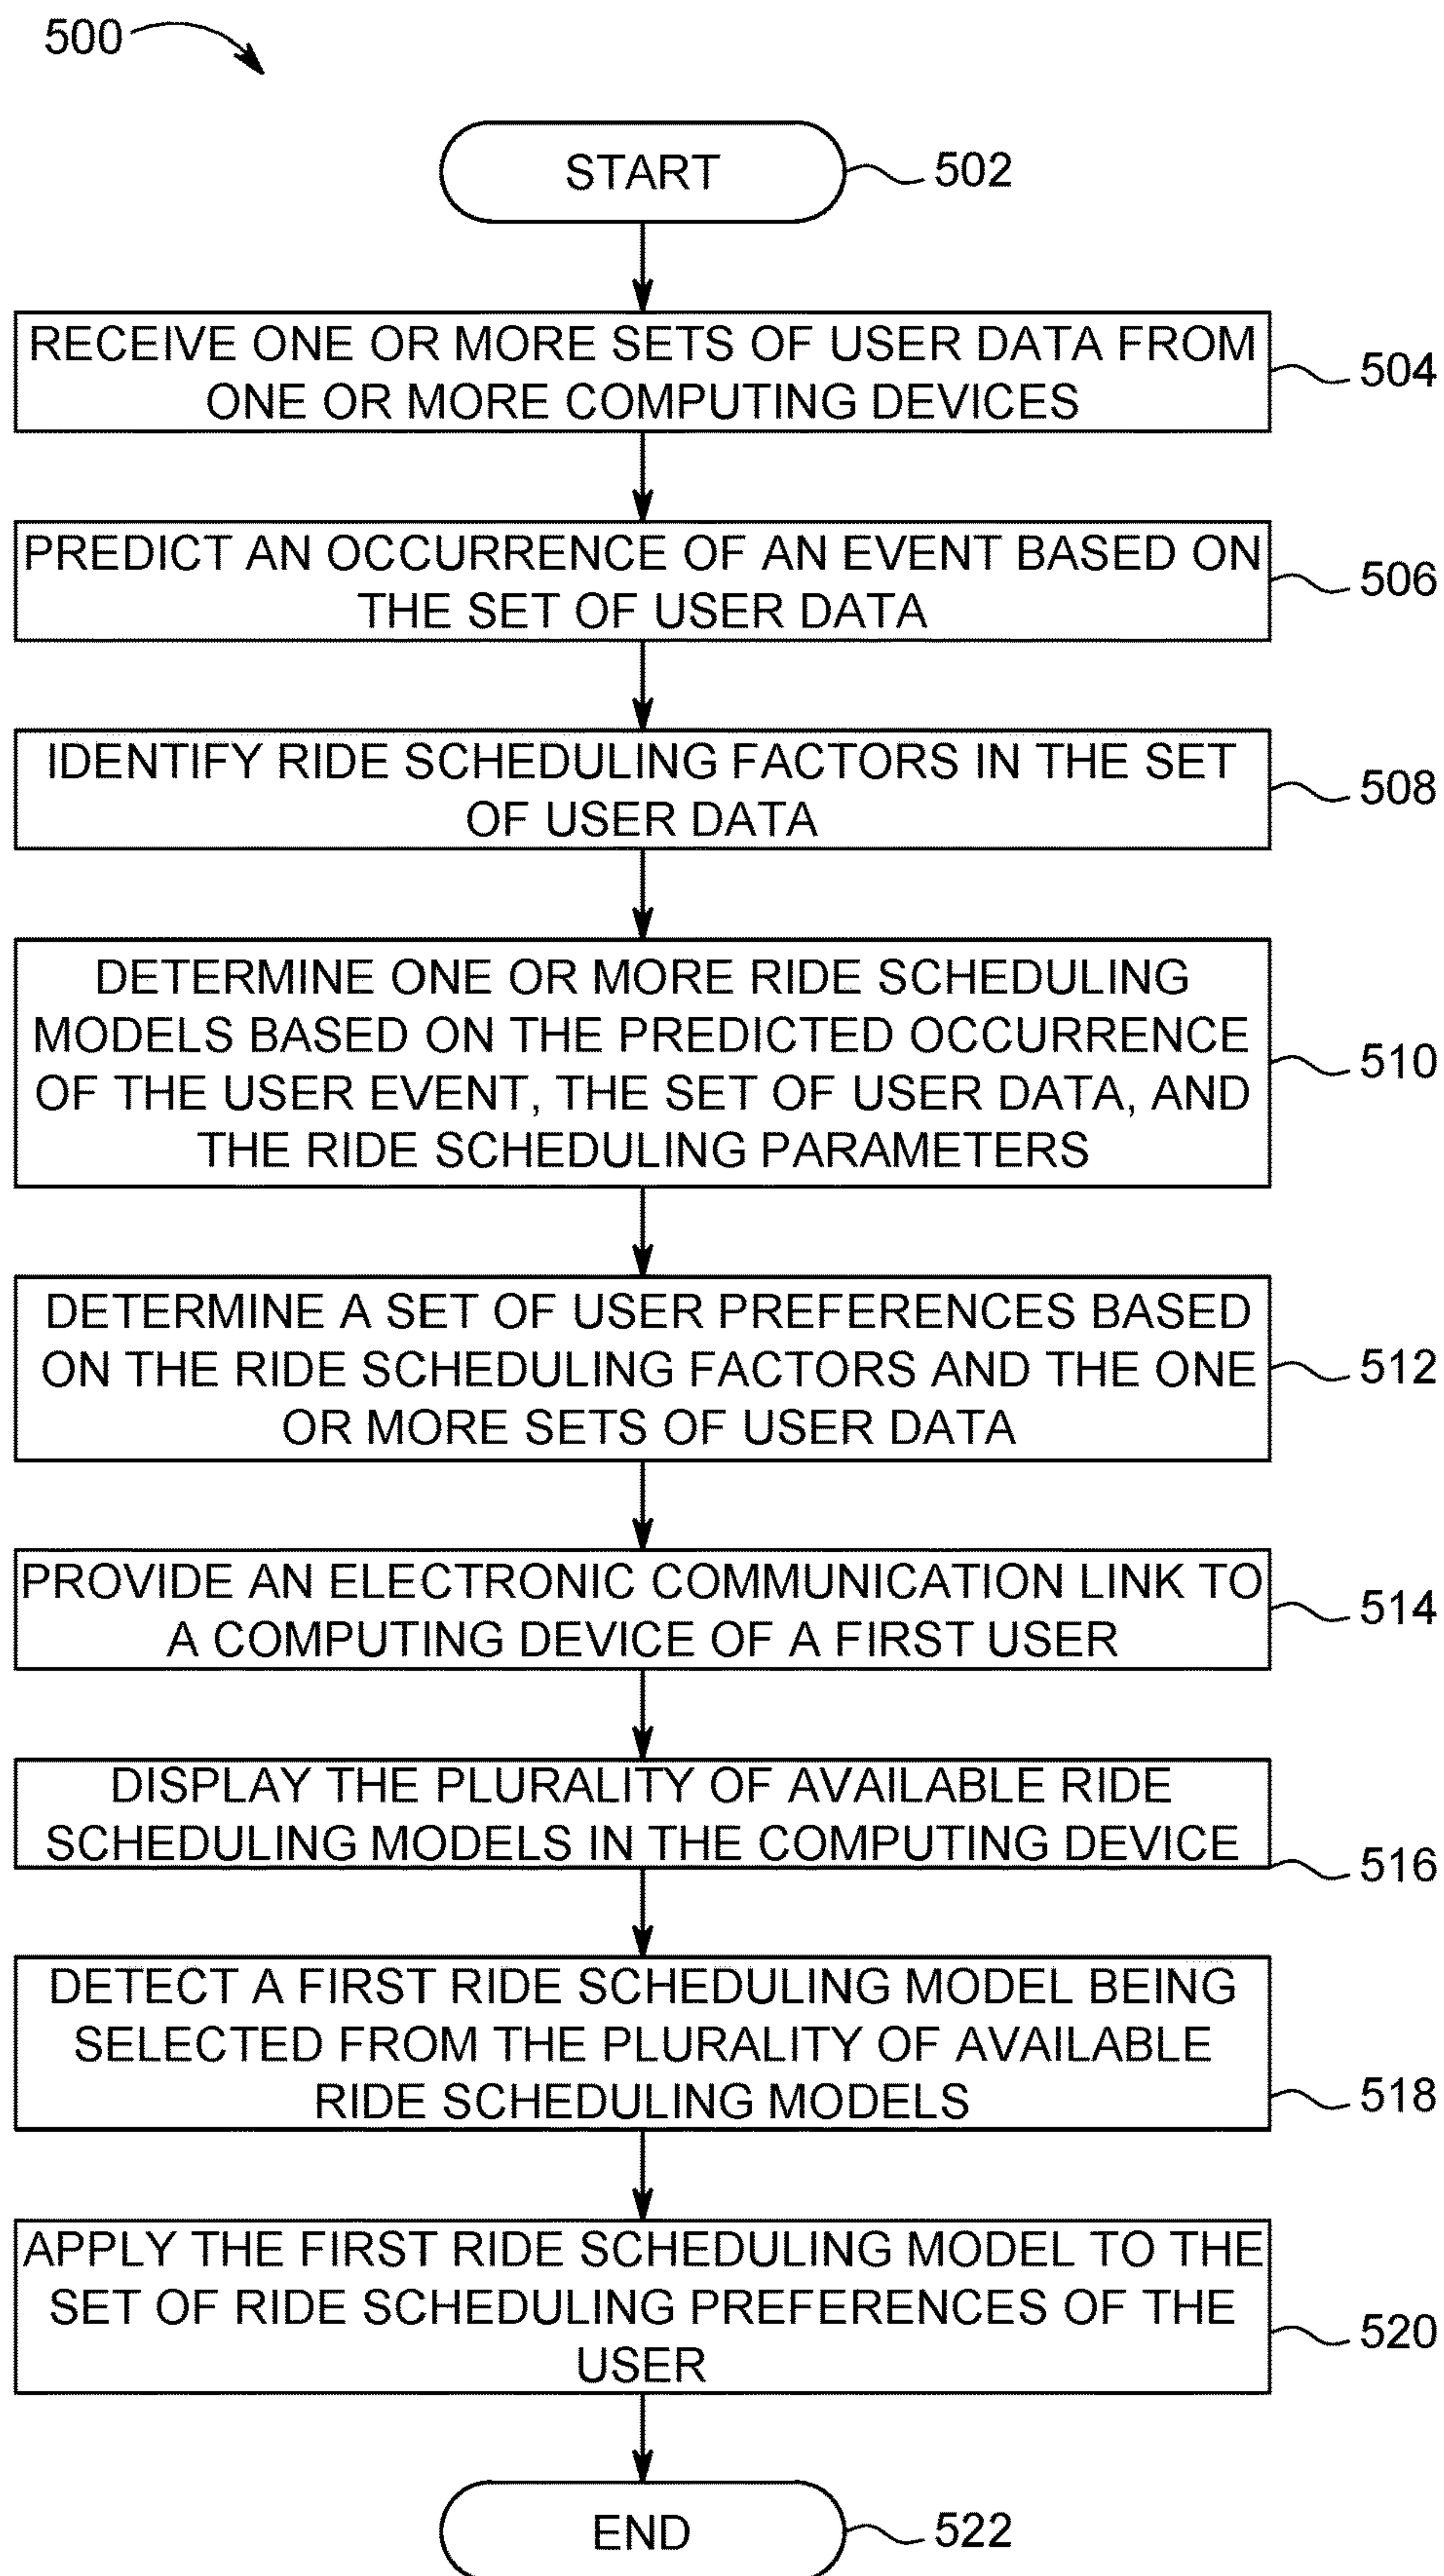 500
START
502
RECEIVE ONE OR MORE SETS OF USER DATA FROM
ONE OR MORE COMPUTING DEVICES
504
PREDICT AN OCCURRENCE OF AN EVENT BASED ON
THE SET OF USER DATA
506
IDENTIFY RIDE SCHEDULING FACTORS IN THE SET
OF USER DATA
508
DETERMINE ONE OR MORE RIDE SCHEDULING
MODELS BASED ON THE PREDICTED OCCURRENCE
OF THE USER EVENT, THE SET OF USER DATA, AND
THE RIDE SCHEDULING PARAMETERS
510
DETERMINE A SET OF USER PREFERENCES BASED
ON THE RIDE SCHEDULING FACTORS AND THE ONE
OR MORE SETS OF USER DATA
512
PROVIDE AN ELECTRONIC COMMUNICATION LINK TO
A COMPUTING DEVICE OF A FIRST USER
514
DISPLAY THE PLURALITY OF AVAILABLE RIDE
SCHEDULING MODELS IN THE COMPUTING DEVICE
516
DETECT A FIRST RIDE SCHEDULING MODEL BEING
SELECTED FROM THE PLURALITY OF AVAILABLE
RIDE SCHEDULING MODELS
518
APPLY THE FIRST RIDE SCHEDULING MODEL TO THE
SET OF RIDE SCHEDULING PREFERENCES OF THE
USER
520
END
522